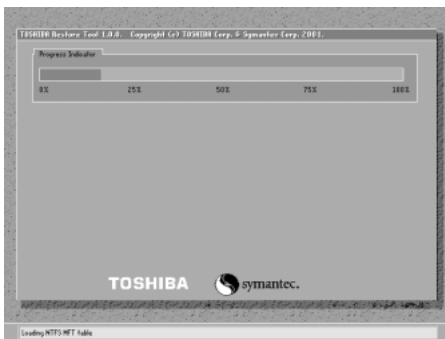 TOSHIBA Restore Tool 1.0.0. Copyright (c) TOSHIBA Corp. & Symantec Corp. 2001.
Progress Indicator
0% 25% 50% 75% 100%
TOSHIBA symantec.
Loading NTFS MFT table